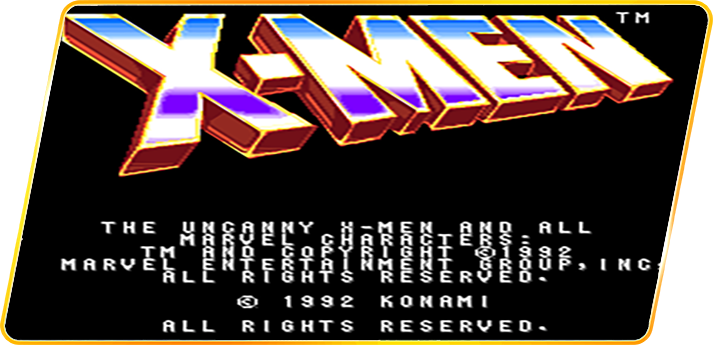 X-MEN TM
THE UNCANNY X-MEN AND ALL
MARVEL CHARACTERS:
TM AND COPYRIGHT ©1992
MARVEL ENTERTAINMENT GROUP,INC.
ALL RIGHTS RESERVED.
© 1992 KONAMI
ALL RIGHTS RESERVED.